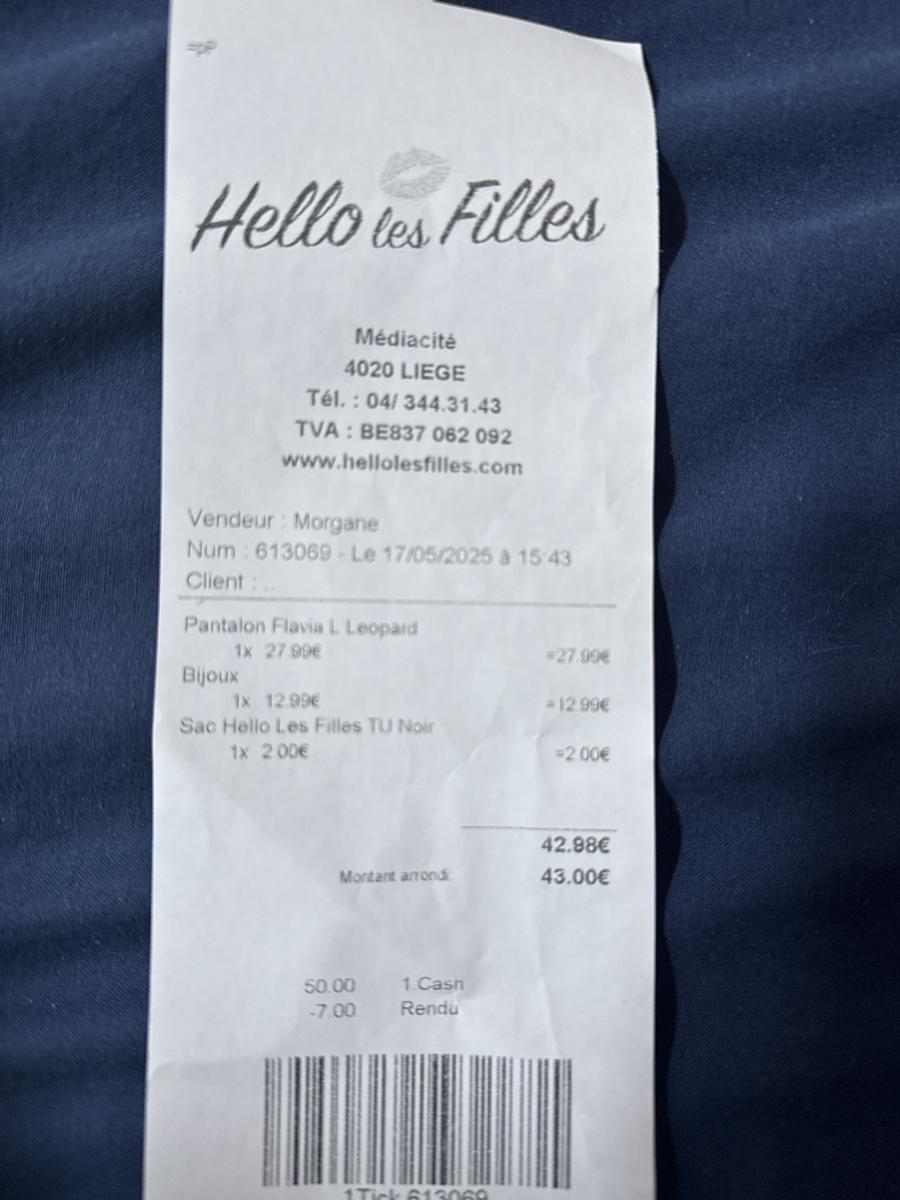 Hello les Filles
Médiacité
4020 LIEGE
Tél. : 04/ 344.31.43
TVA : BE837 062 092
www.hellolesfilles.com
Vendeur : Morgane
Num : 613069 - Le 17/05/2025 à 15:43
Client : ..
Pantalon Flavia L Leopard
1x 27.99€ =27.99€
Bijoux
1x 12.99€ =12.99€
Sac Hello Les Filles TU Noir
1x 2.00€ =2.00€
42.98€
Montant arrondi: 43.00€
50.00 1.Cash
-7.00 Rendu
1Tick 613069